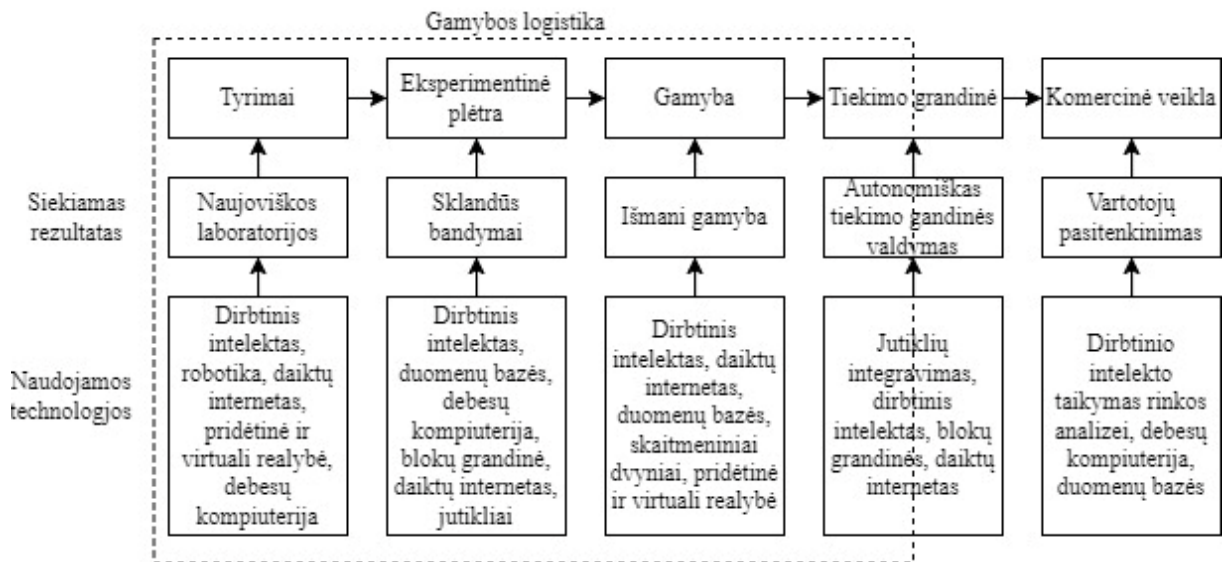 Gamybos logistika
Tyrimai
Eksperimentinė
plėtra
Gamyba
Tiekimo grandinė
Komercinė veikla
Siekiamas
rezultatas
Naujoviškos
laboratorijos
Sklandūs
bandymai
Išmani gamyba
Autonomiškas
tiekimo gandinės
valdymas
Vartotojų
pasitenkinimas
Naudojamos
technologjos
Dirbtinis
intelektas,
robotika, daiktų
internetas,
pridėtinė ir
virtuali realybė,
debesų
kompiuterija
Dirbtinis
intelektas,
duomenų bazės,
debesų
kompiuterija,
blokų grandinė,
daiktų internetas,
jutikliai
Dirbtinis
intelektas, daiktų
internetas,
duomenų bazės,
skaitmeniniai
dvyniai, pridėtinė
ir virtuali realybė
Jutiklių
integravimas,
dirbtinis
intelektas, blokų
grandinės, daiktų
internetas
Dirbtinio
intelekto
taikymas rinkos
analizei, debesų
kompiuterija,
duomenų bazės